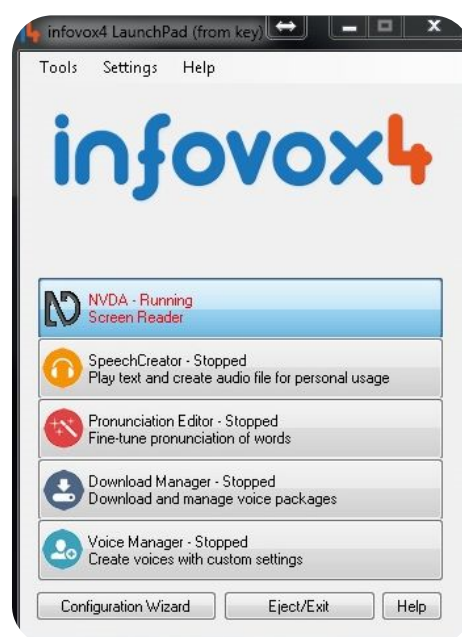 infovox4 LaunchPad (from key)
Tools Settings Help
infovox4
NVDA - Running
Screen Reader
SpeechCreator - Stopped
Play text and create audio file for personal usage
Pronunciation Editor - Stopped
Fine-tune pronunciation of words
Download Manager - Stopped
Download and manage voice packages
Voice Manager - Stopped
Create voices with custom settings
Configuration Wizard Eject/Exit Help